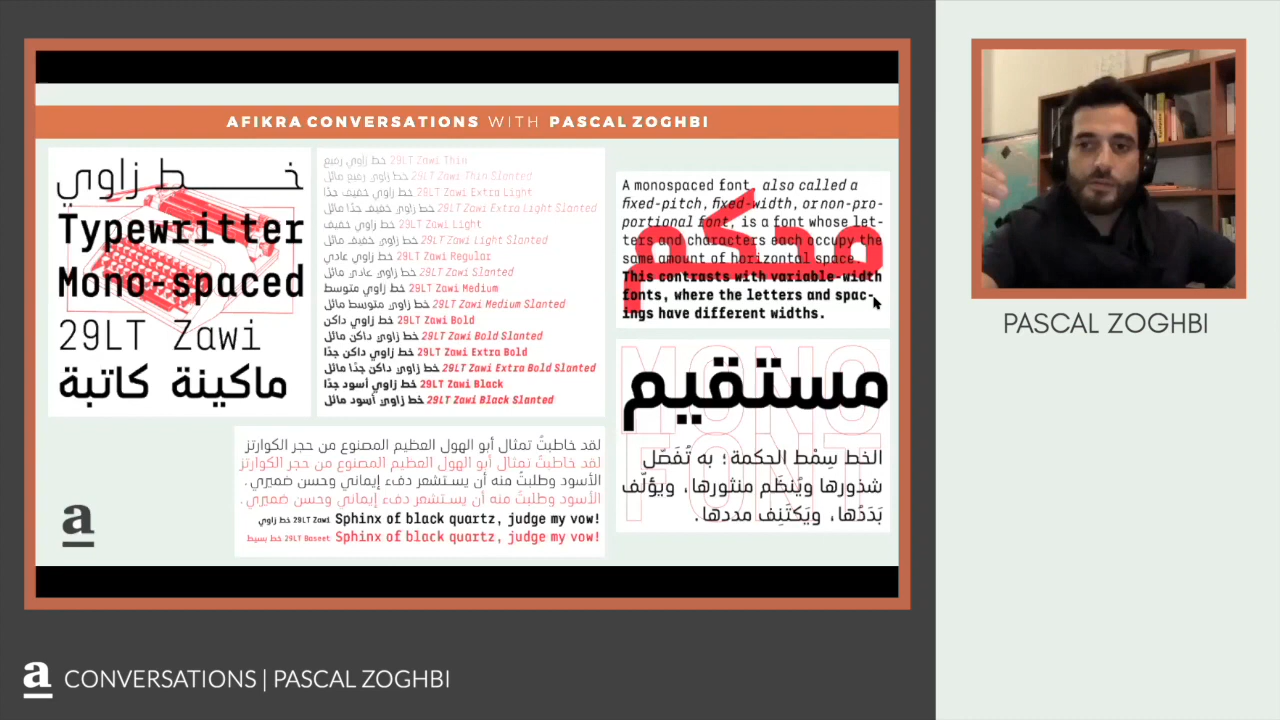 AFIKRA CONVERSATIONS WITH PASCAL ZOGHBI
خط زاوي
Typewritter
Mono-spaced
29LT Zawi
ماكينة كاتبة
خط زاوي رفيع 29LT Zawi Thin
خط زاوي رفيع مائل 29LT Zawi Thin Slanted
خط زاوي خفيف جدًا 29LT Zawi Extra Light
خط زاوي خفيف جدًا مائل 29LT Zawi Extra Light Slanted
خط زاوي خفيف 29LT Zawi Light
خط زاوي خفيف مائل 29LT Zawi Light Slanted
خط زاوي عادي 29LT Zawi Regular
خط زاوي عادي مائل 29LT Zawi Slanted
خط زاوي متوسط 29LT Zawi Medium
خط زاوي متوسط مائل 29LT Zawi Medium Slanted
خط زاوي داكن 29LT Zawi Bold
خط زاوي داكن مائل 29LT Zawi Bold Slanted
خط زاوي داكن جدًا 29LT Zawi Extra Bold
خط زاوي داكن جدًا مائل 29LT Zawi Extra Bold Slanted
خط زاوي أسود جدًا 29LT Zawi Black
خط زاوي أسود مائل 29LT Zawi Black Slanted
A monospaced font, also called a
fixed-pitch, fixed-width, or non-pro-
portional font, is a font whose let-
ters and characters each occupy the
same amount of horizontal space.
This contrasts with variable-width
fonts, where the letters and spac-
ings have different widths.
MONO
FONT
مستقيم
الخط سِمْط الحكمة؛ به تُفَصّل
شذورها ويُنظَم منثورها، ويؤلّف
بَدَدُها، ويَكتَنِف مددها.
لقد خاطبتُ تمثال أبو الهول العظيم المصنوع من حجر الكوارتز
لقد خاطبتُ تمثال أبو الهول العظيم المصنوع من حجر الكوارتز
الأسود وطلبتُ منه أن يستشعر دفء إيماني وحسن ضميري.
الأسود وطلبتُ منه أن يستشعر دفء إيماني وحسن ضميري.
خط زاوي 29LT Zawi Sphinx of black quartz, judge my vow!
خط بسيط 29LT Baseet Sphinx of black quartz, judge my vow!
a
PASCAL ZOGHBI
a CONVERSATIONS | PASCAL ZOGHBI